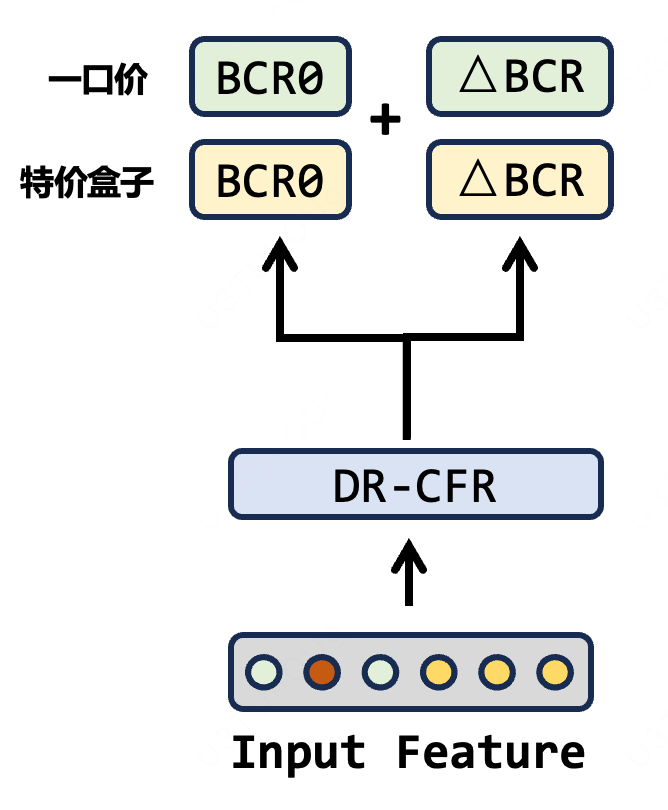 一口价 BCR0 + △BCR
特价盒子 BCR0 △BCR
DR-CFR
Input Feature